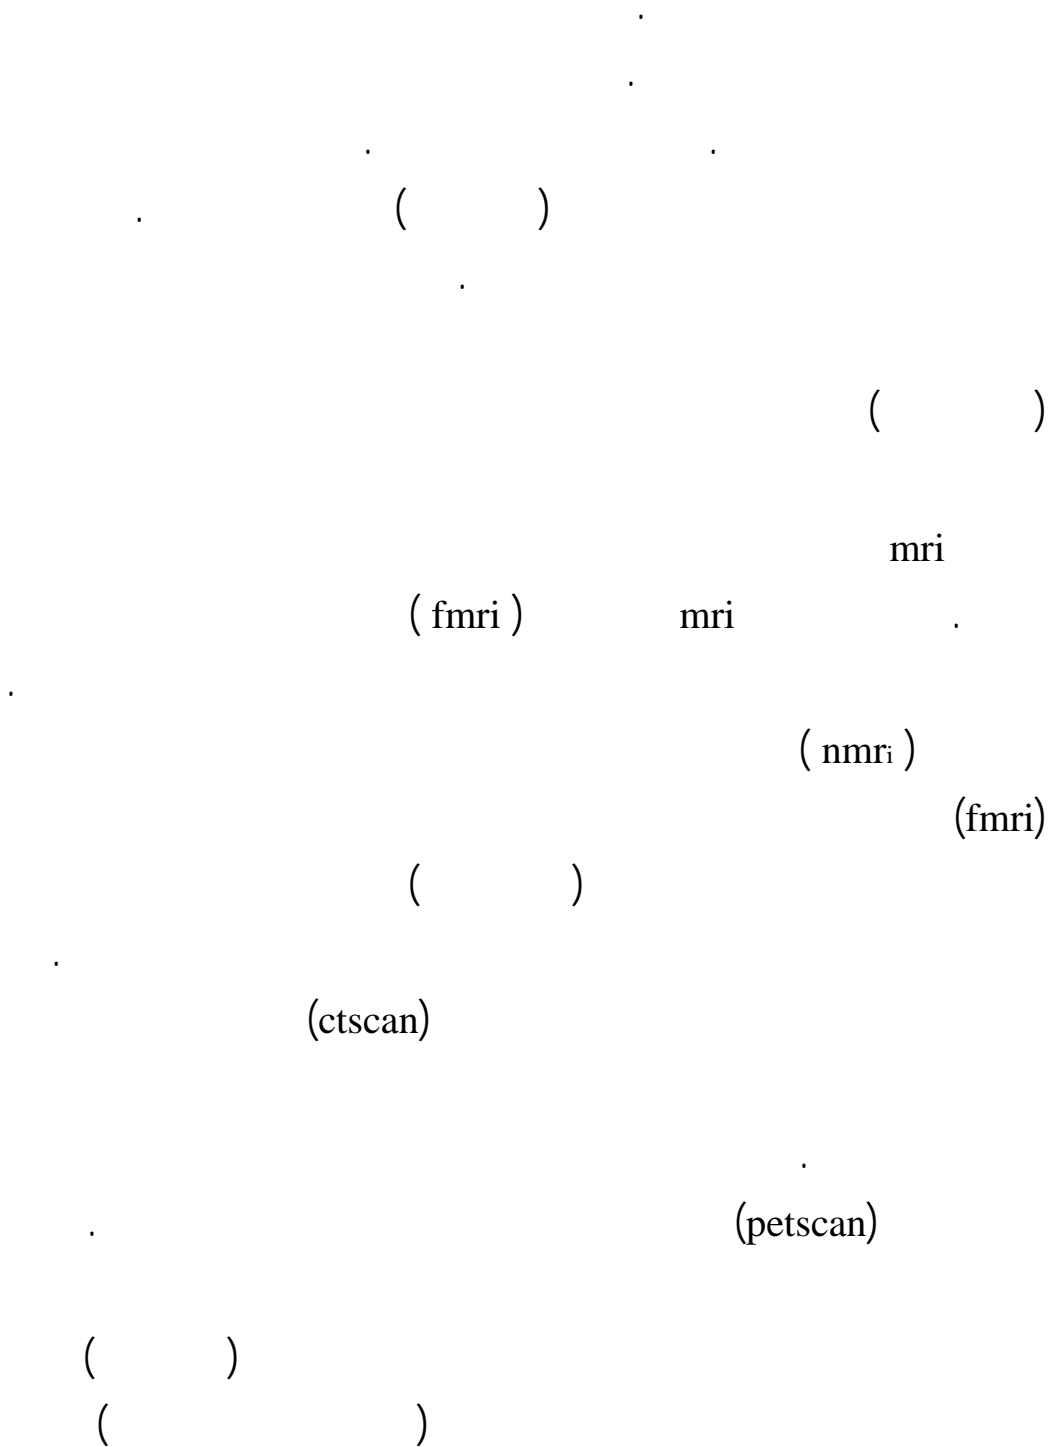 .
.
. .
. ( )
.
( )
mri
( fmri ) mri .
.
( nmri )
(fmri)
( )
.
(ctscan)
.
. (petscan)
( )
( )